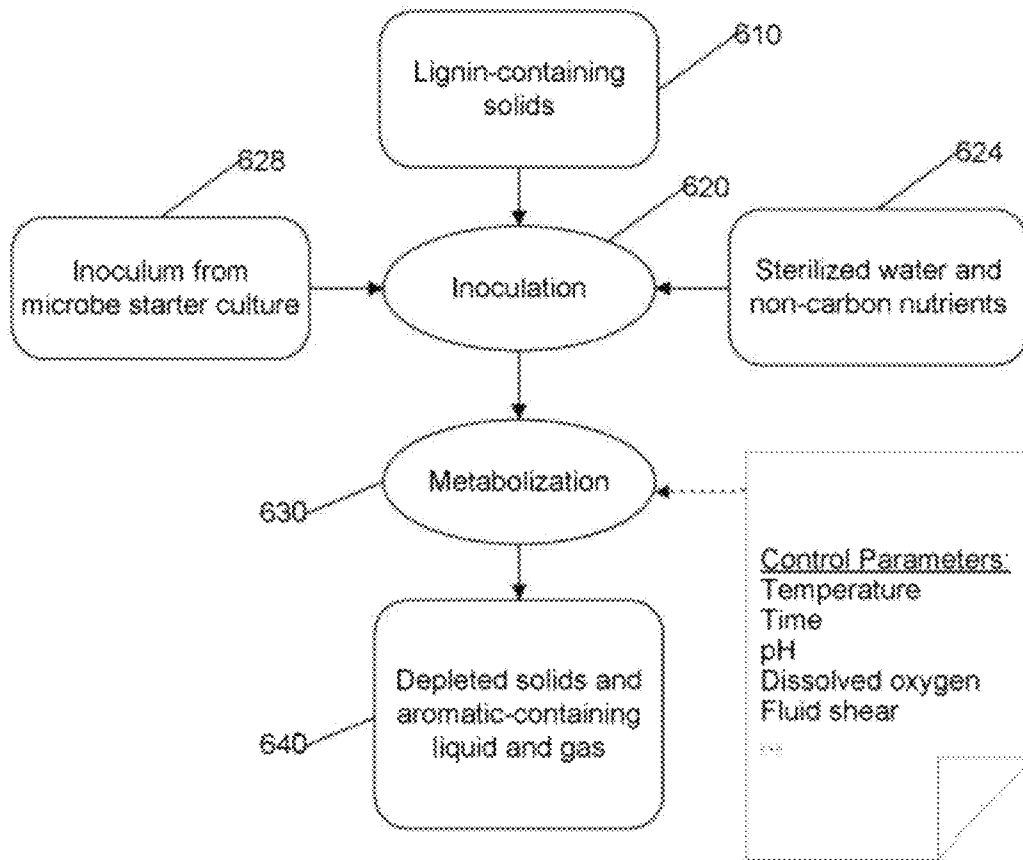 610
Lignin-containing
solids
628
624
620
Inoculum from
microbe starter culture
Inoculation
Sterilized water and
non-carbon nutrients
Metabolization
630
Control Parameters:
Temperature
Time
pH
Dissolved oxygen
Fluid shear
...
Depleted solids and
aromatic-containing
liquid and gas
640